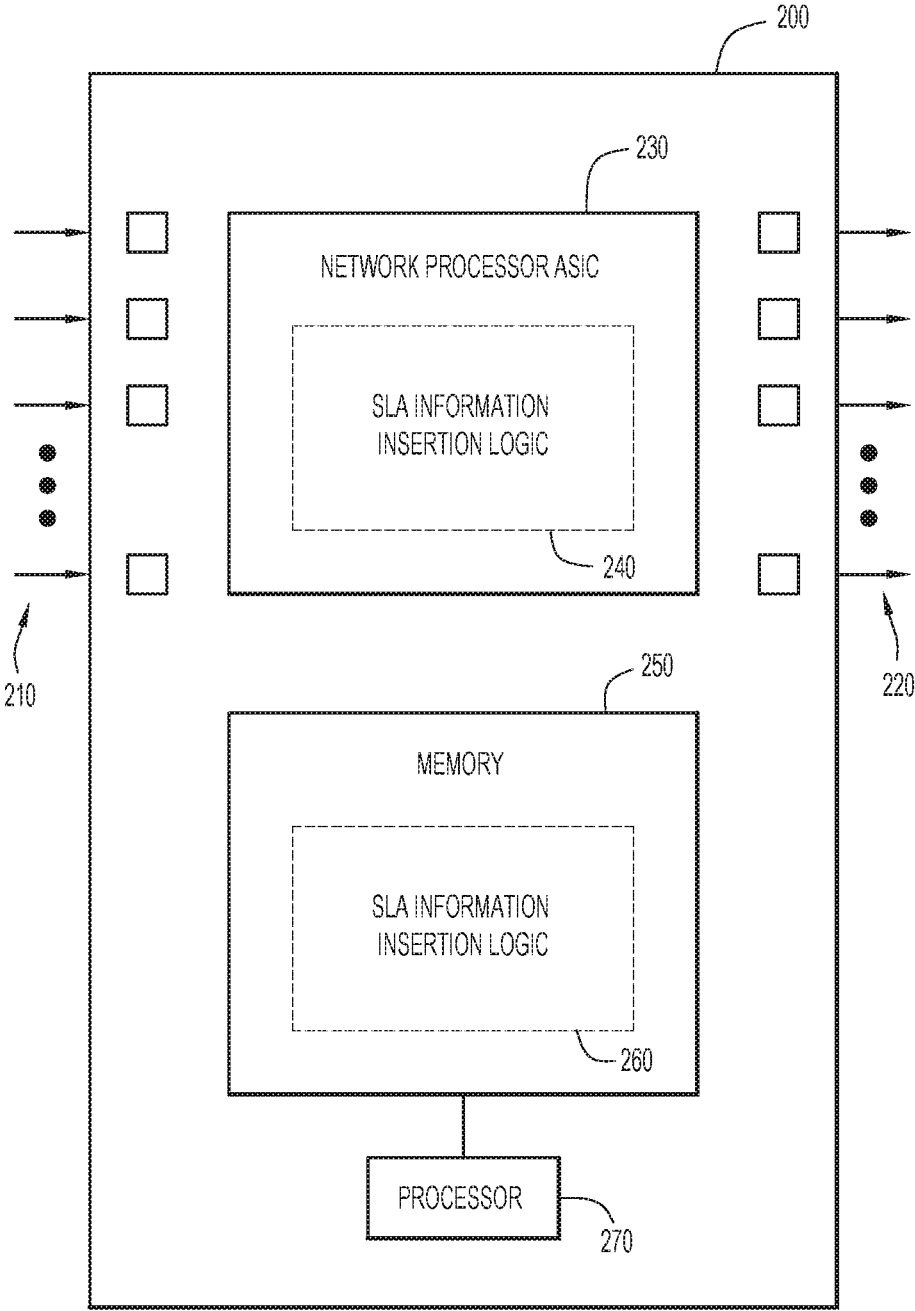 200
230
NETWORK PROCESSOR ASIC
SLA INFORMATION
INSERTION LOGIC
240
210
220
250
MEMORY
SLA INFORMATION
INSERTION LOGIC
260
PROCESSOR
270